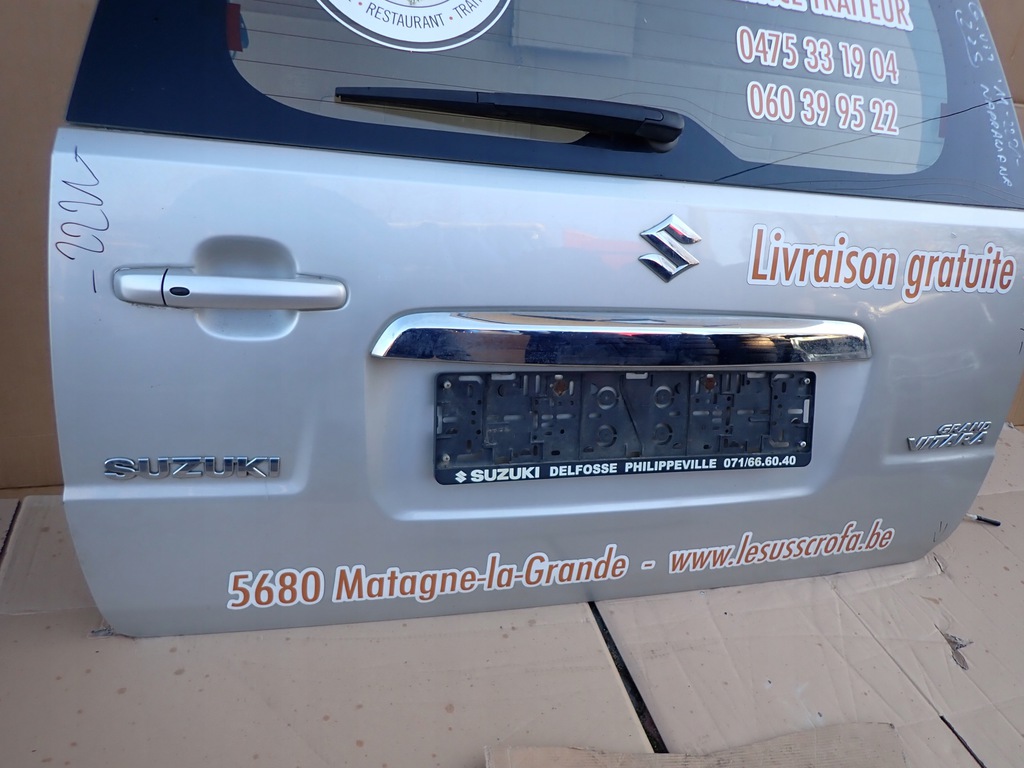 RESTAURANT • TRAIT
TRAITEUR
0475 33 19 04
060 39 95 22
Livraison gratuite
GRAND
VITARA
SUZUKI
SUZUKI DELFOSSE PHILIPPEVILLE 071/66.60.40
5680 Matagne-la-Grande - www.lesusscrofa.be